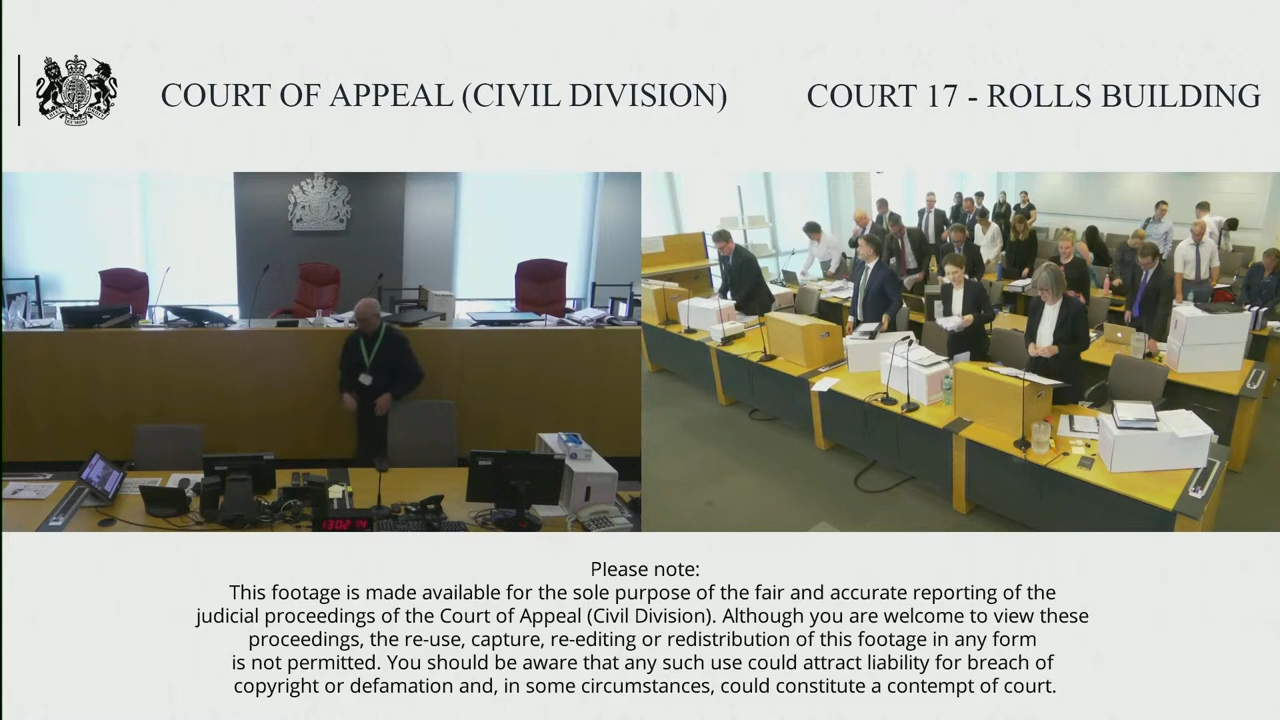 COURT OF APPEAL (CIVIL DIVISION)
COURT 17 - ROLLS BUILDING
13:02 14
Please note:
This footage is made available for the sole purpose of the fair and accurate reporting of the
judicial proceedings of the Court of Appeal (Civil Division). Although you are welcome to view these
proceedings, the re-use, capture, re-editing or redistribution of this footage in any form
is not permitted. You should be aware that any such use could attract liability for breach of
copyright or defamation and, in some circumstances, could constitute a contempt of court.